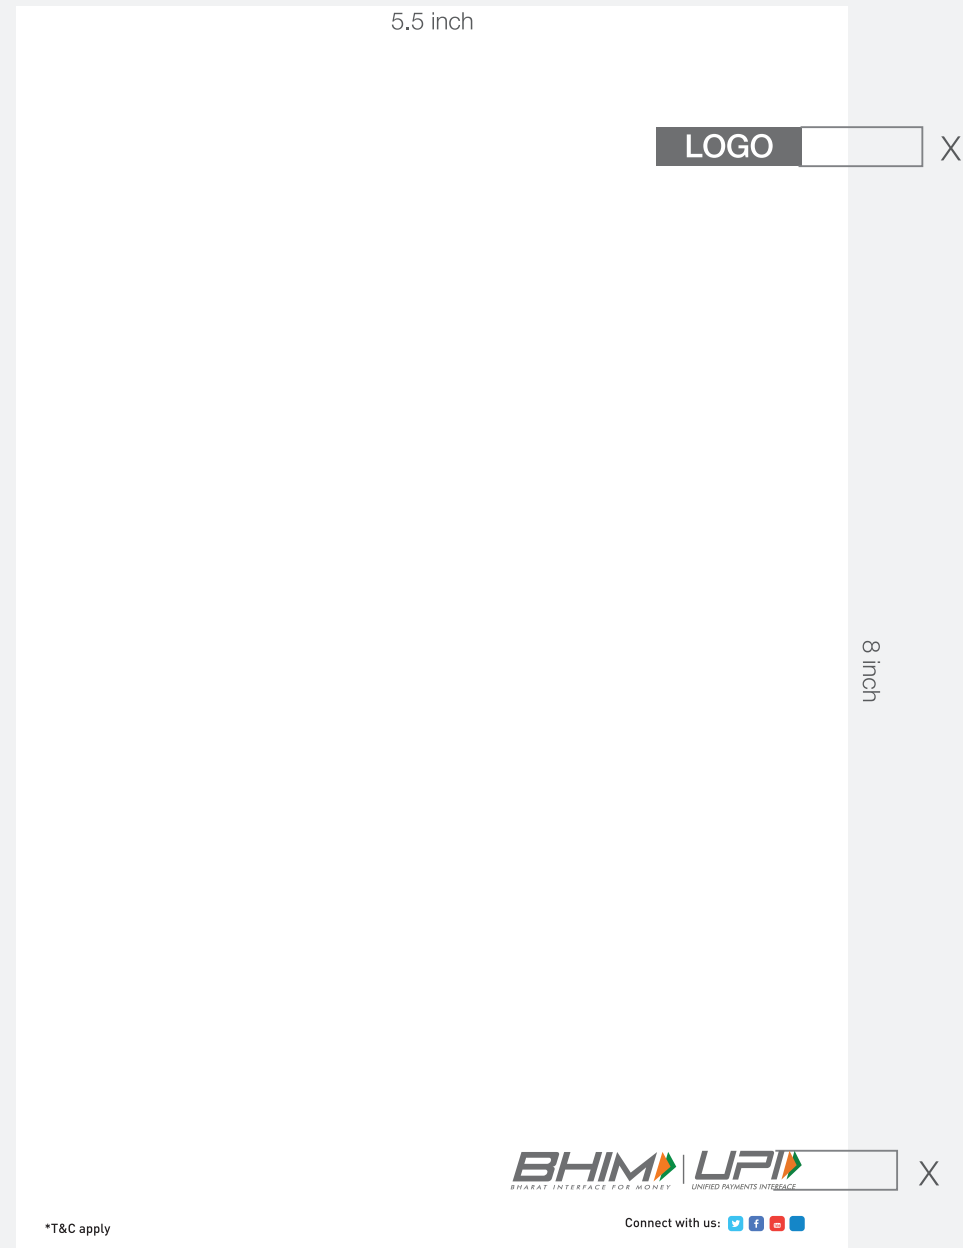 5.5 inch
LOGO
X
8 inch
BHIM UPI
BHARAT INTERFACE FOR MONEY UNIFIED PAYMENTS INTERFACE
X
Connect with us:
*T&C apply